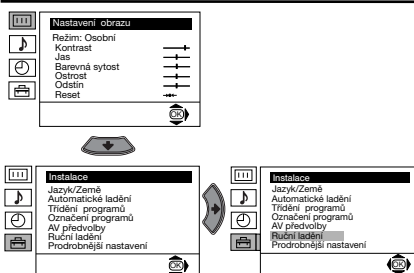 Nastavení obrazu
Režim: Osobní
Kontrast
Jas
Barevná sytost
Ostrost
Odstín
Reset
OK
Instalace
Jazyk/Země
Automatické ladění
Třídění programů
Označení programů
AV předvolby
Ruční ladění
Prodrobnější nastavení
OK
Instalace
Jazyk/Země
Automatické ladění
Třídění programů
Označení programů
AV předvolby
Ruční ladění
Prodrobnější nastavení
OK